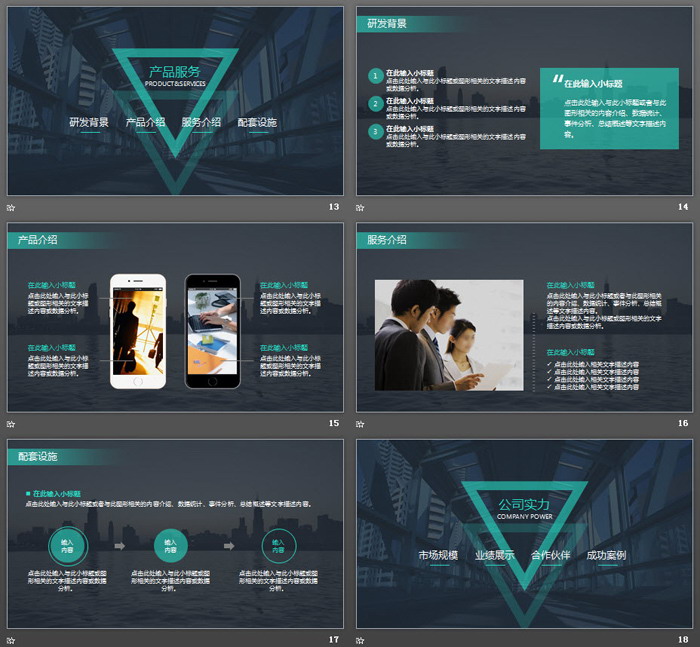 产品服务
PRODUCT&SERVICES
研发背景 产品介绍 服务介绍 配套设施
13
研发背景
1 在此输入小标题
点击此处输入与此小标题或图形相关的文字描述内容
或数据分析。
2 在此输入小标题
点击此处输入与此小标题或图形相关的文字描述内容
或数据分析。
3 在此输入小标题
点击此处输入与此小标题或图形相关的文字描述内容
或数据分析。
“ 在此输入小标题
点击此处输入与此小标题或者与此
图形相关的内容介绍、数据统计、
事件分析、总结概述等文字描述内
容。
14
产品介绍
在此输入小标题
点击此处输入与此小标
题或图形相关的文字描
述内容或数据分析。
在此输入小标题
点击此处输入与此小标
题或图形相关的文字描
述内容或数据分析。
在此输入小标题
点击此处输入与此小标
题或图形相关的文字描
述内容或数据分析。
在此输入小标题
点击此处输入与此小标
题或图形相关的文字描
述内容或数据分析。
15
服务介绍
在此输入小标题
点击此处输入与此小标题或者与此图形相关
的内容介绍、数据统计、事件分析、总结概
述等文字描述内容。
点击此处输入与此小标题或图形相关的文字
描述内容或数据分析。
在此输入小标题
✓ 点击此处输入相关文字描述内容
✓ 点击此处输入相关文字描述内容
✓ 点击此处输入相关文字描述内容
✓ 点击此处输入相关文字描述内容
16
配套设施
■ 在此输入小标题
点击此处输入与此小标题或者与此图形相关的内容介绍、数据统计、事件分析、总结概述等文字描述内容。
输入
内容
输入
内容
输入
内容
点击此处输入与此小标题或图
形相关的文字描述内容或数据
分析。
点击此处输入与此小标题或图
形相关的文字描述内容或数据
分析。
点击此处输入与此小标题或图
形相关的文字描述内容或数据
分析。
17
公司实力
COMPANY POWER
市场规模 业绩展示 合作伙伴 成功案例
18